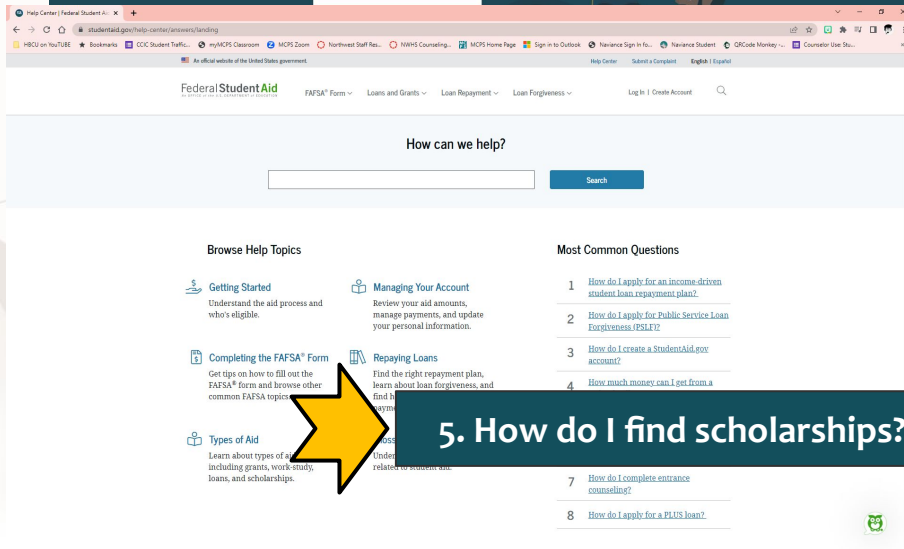 Help Center | Federal Student Ai
studentaid.gov/help-center/answers/landing
HBCU on YouTUBE Bookmarks CCIC Student Traffic... myMCPS Classroom MCPS Zoom Northwest Staff Res... NWHS Counseling... MCPS Home Page Sign in to Outlook Naviance Sign In fo... Naviance Student QRCode Monkey -... Counselor Use: Stu...
An official website of the United States government.
Help Center Submit a Complaint English | Español
Federal Student Aid
AN OFFICE of the U.S. DEPARTMENT of EDUCATION
FAFSA® Form Loans and Grants Loan Repayment Loan Forgiveness
Log In | Create Account
How can we help?
Search
Browse Help Topics
Getting Started
Understand the aid process and
who's eligible.
Managing Your Account
Review your aid amounts,
manage payments, and update
your personal information.
Completing the FAFSA® Form
Get tips on how to fill out the
FAFSA® form and browse other
common FAFSA topics.
Repaying Loans
Find the right repayment plan,
learn about loan forgiveness, and
find h
Types of Aid
Learn about types of ai
including grants, work-study,
loans, and scholarships.
Under
related to student aid.
Most Common Questions
1 How do I apply for an income-driven
student loan repayment plan?
2 How do I apply for Public Service Loan
Forgiveness (PSLF)?
3 How do I create a StudentAid.gov
account?
4 How much money can I get from a
5. How do I find scholarships?
7 How do I complete entrance
counseling?
8 How do I apply for a PLUS loan?